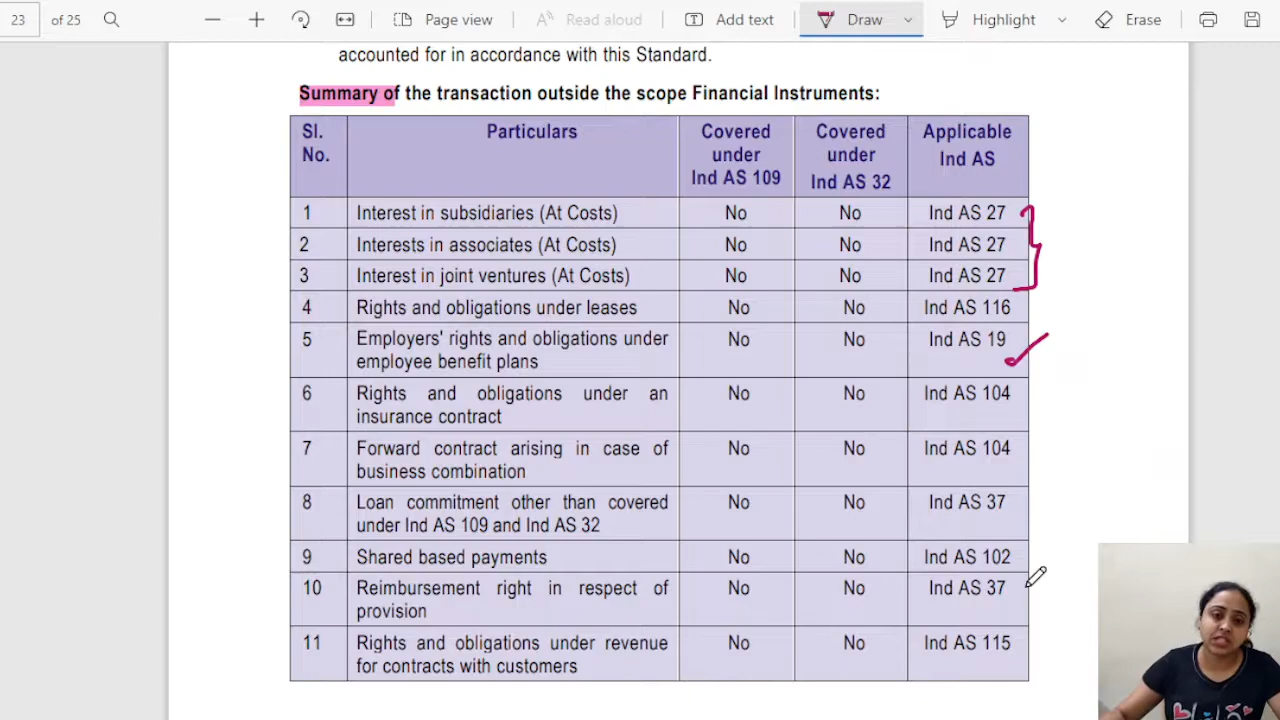 23 of 25 Page view Read aloud Add text Draw Highlight Erase
accounted for in accordance with this Standard.
Summary of the transaction outside the scope Financial Instruments:
Sl. No. Particulars Covered under Ind AS 109 Covered under Ind AS 32 Applicable Ind AS
1 Interest in subsidiaries (At Costs) No No Ind AS 27
2 Interests in associates (At Costs) No No Ind AS 27
3 Interest in joint ventures (At Costs) No No Ind AS 27
4 Rights and obligations under leases No No Ind AS 116
5 Employers' rights and obligations under No No Ind AS 19
employee benefit plans
6 Rights and obligations under an No No Ind AS 104
insurance contract
7 Forward contract arising in case of No No Ind AS 104
business combination
8 Loan commitment other than covered No No Ind AS 37
under Ind AS 109 and Ind AS 32
9 Shared based payments No No Ind AS 102
10 Reimbursement right in respect of No No Ind AS 37
provision
11 Rights and obligations under revenue No No Ind AS 115
for contracts with customers